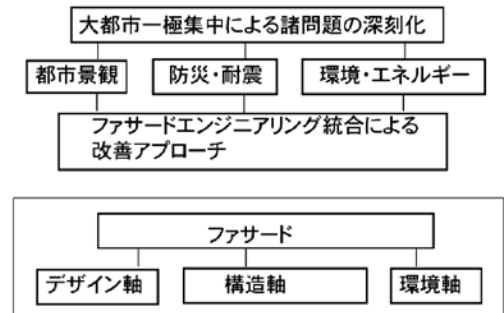 大都市一極集中による諸問題の深刻化
都市景観
防災・耐震
環境・エネルギー
ファサードエンジニアリング統合による
改善アプローチ
ファサード
デザイン軸
構造軸
環境軸